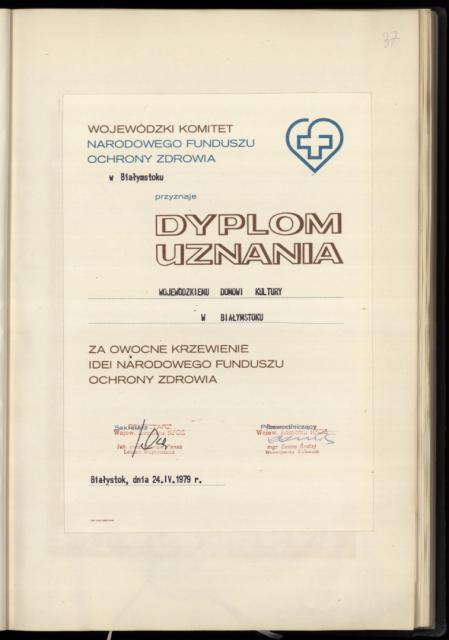 37
WOJEWÓDZKI KOMITET
NARODOWEGO FUNDUSZU
OCHRONY ZDROWIA
w Białymstoku
przyznaje
DYPLOM
UZNANIA
WOJEWÓDZKIEMU DOMOWI KULTURY
W BIAŁYMSTOKU
ZA OWOCNE KRZEWIENIE
IDEI NARODOWEGO FUNDUSZU
OCHRONY ZDROWIA
Sekretarz
Przewodniczący
Białystok, dnia 24.IV.1979 r.